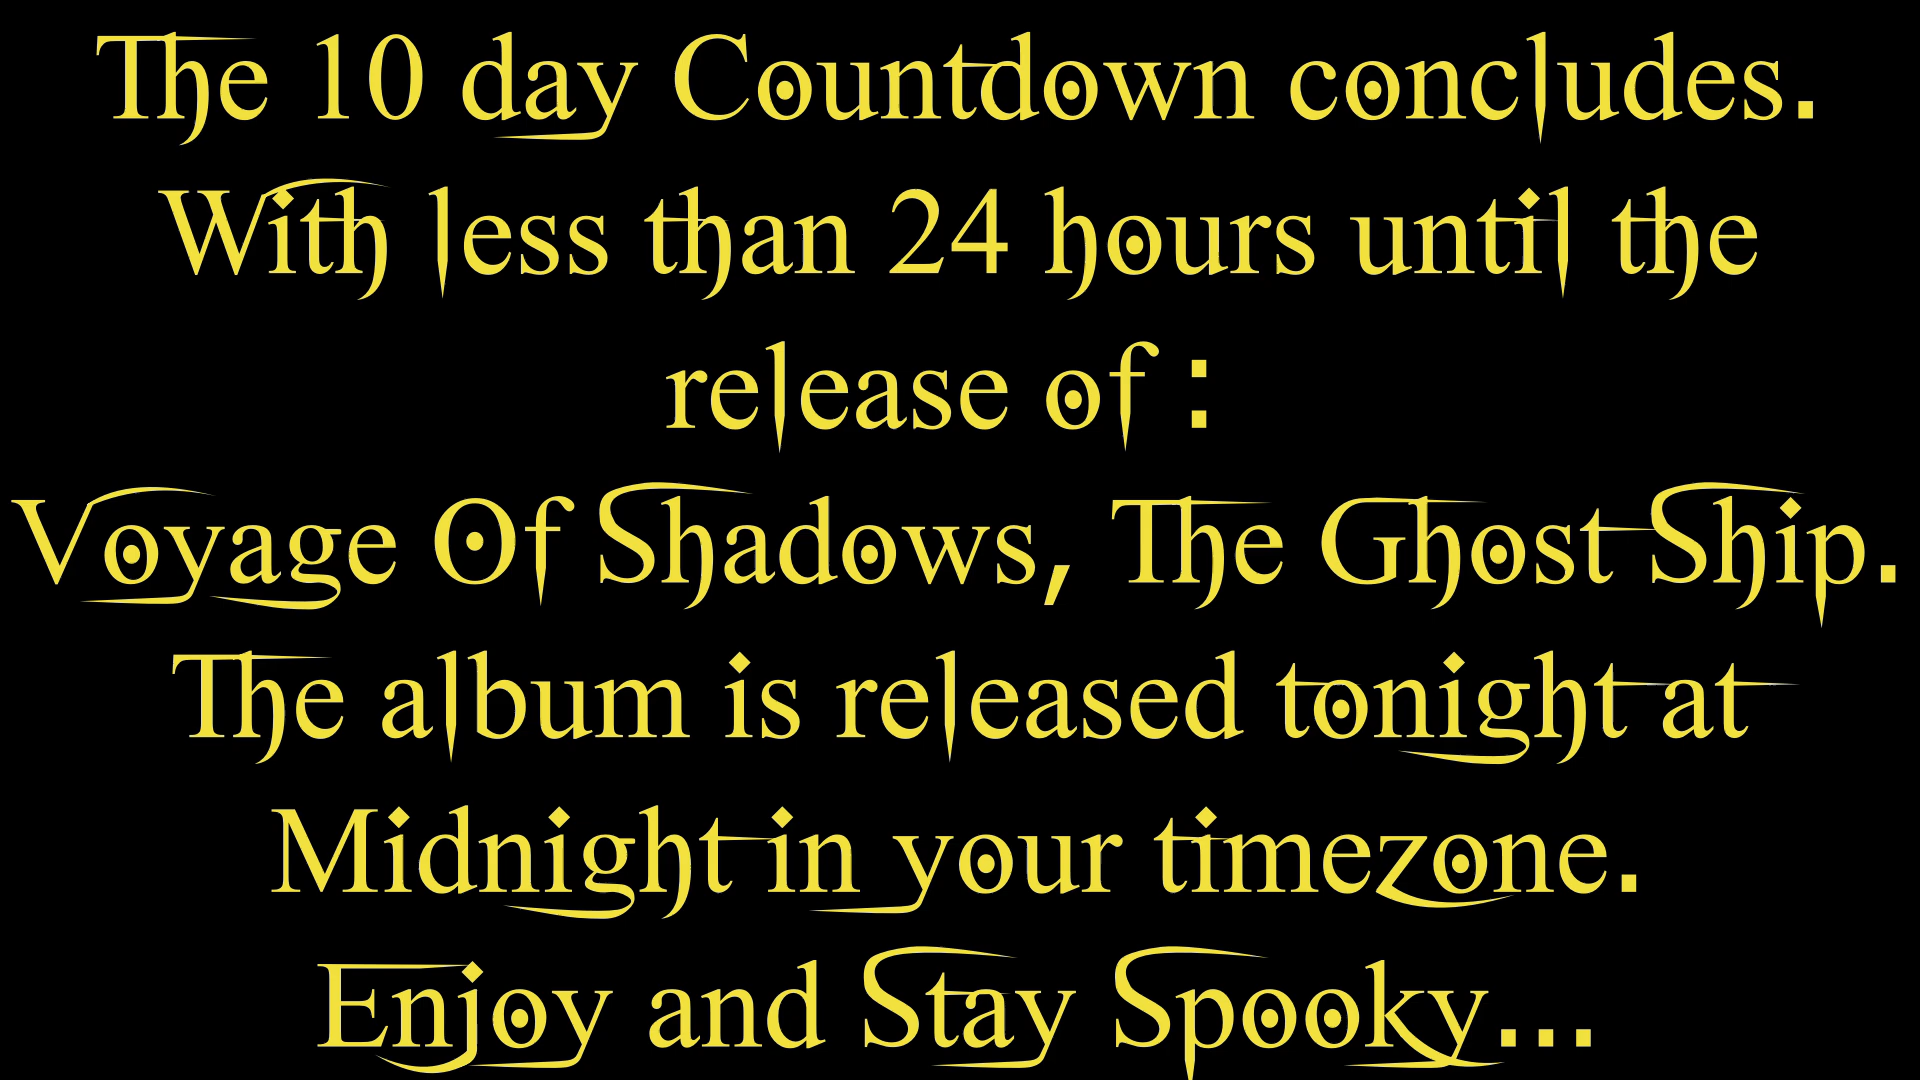 The 10 day Countdown concludes.
With less than 24 hours until the
release of :
Voyage Of Shadows, The Ghost Ship.
The album is released tonight at
Midnight in your timezone.
Enjoy and Stay Spooky...